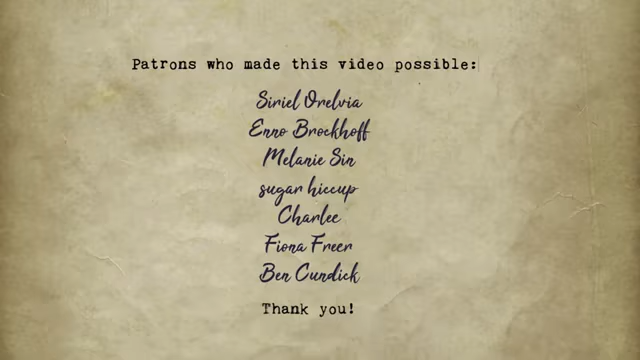 Patrons who made this video possible:
Siriel Orelvia
Enno Brockhoff
Melanie Sin
sugar hiccup
Charlee
Fiona Freer
Ben Cundick
Thank you!